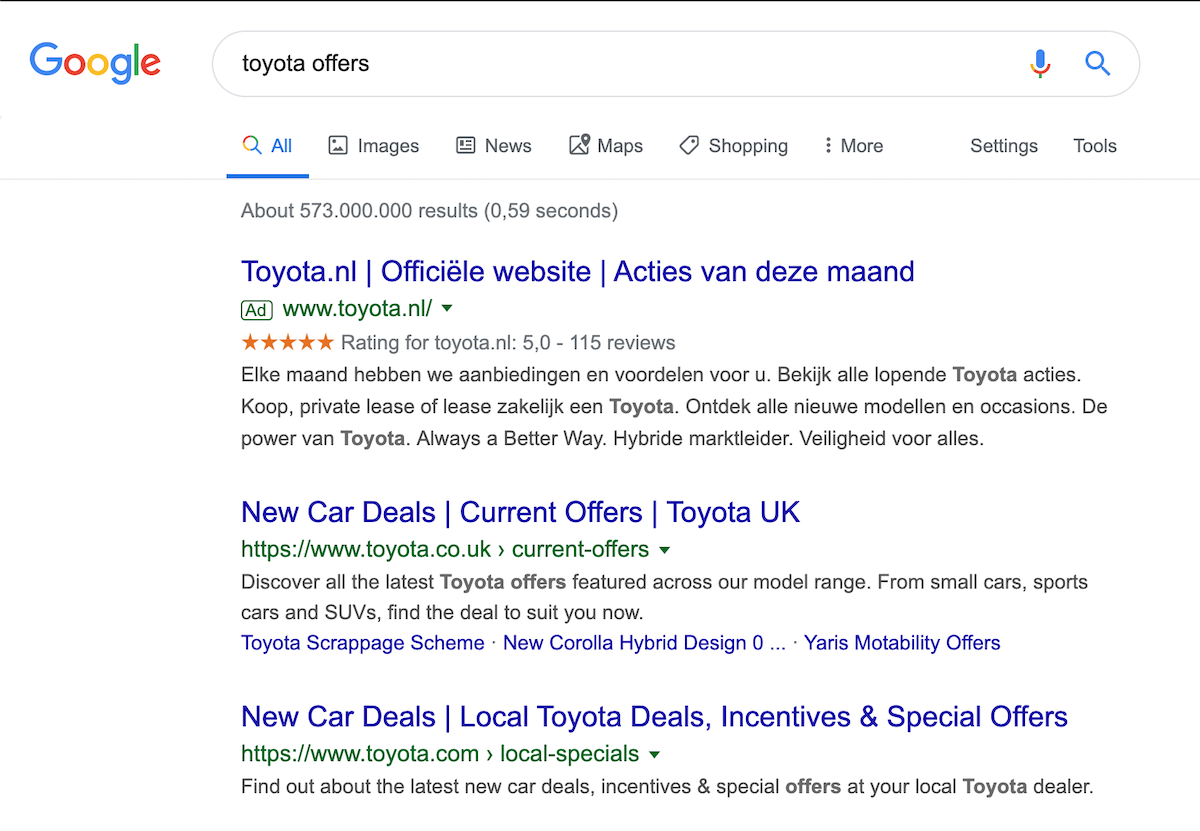 Google
toyota offers
All Images News Maps Shopping More Settings Tools
About 573.000.000 results (0,59 seconds)
Toyota.nl | Officiële website | Acties van deze maand
Ad www.toyota.nl/
Rating for toyota.nl: 5,0 - 115 reviews
Elke maand hebben we aanbiedingen en voordelen voor u. Bekijk alle lopende Toyota acties.
Koop, private lease of lease zakelijk een Toyota. Ontdek alle nieuwe modellen en occasions. De
power van Toyota. Always a Better Way. Hybride marktleider. Veiligheid voor alles.
New Car Deals | Current Offers | Toyota UK
https://www.toyota.co.uk › current-offers
Discover all the latest Toyota offers featured across our model range. From small cars, sports
cars and SUVs, find the deal to suit you now.
Toyota Scrappage Scheme · New Corolla Hybrid Design 0 ... · Yaris Motability Offers
New Car Deals | Local Toyota Deals, Incentives & Special Offers
https://www.toyota.com › local-specials
Find out about the latest new car deals, incentives & special offers at your local Toyota dealer.